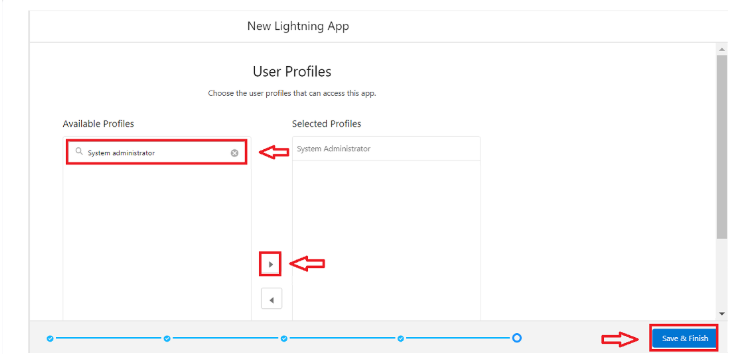 New Lightning App
User Profiles
Choose the user profiles that can access this app.
Available Profiles
Selected Profiles
System administrator
System Administrator
Save & Finish